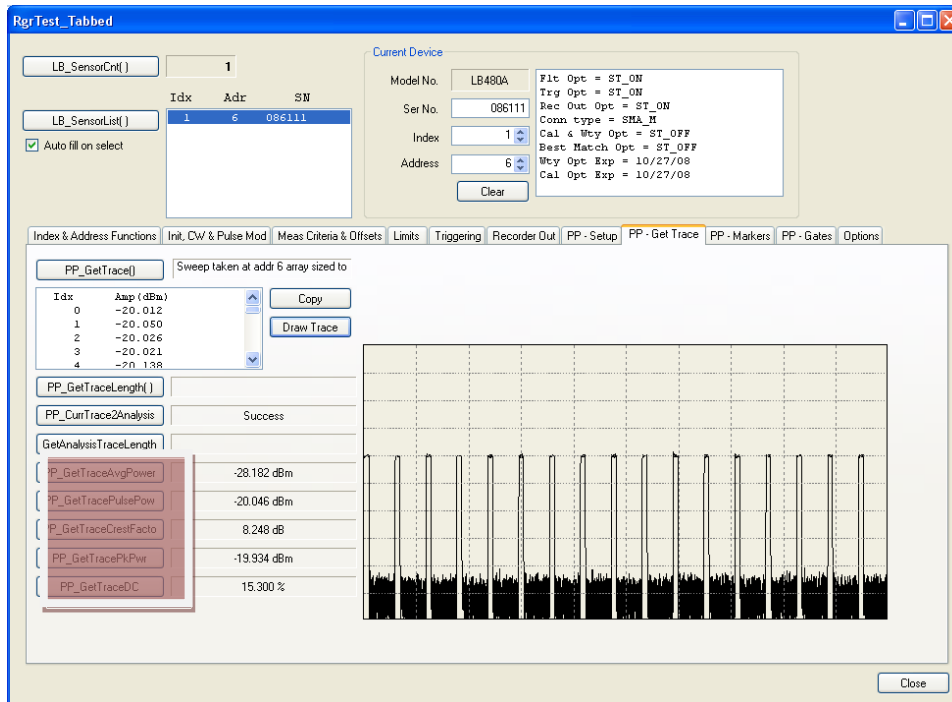 RgrTest_Tabbed
LB_SensorCnt( )
1
Idx Adr SN
LB_SensorList( )
1 6 086111
Auto fill on select
Current Device
Model No. LB480A
Ser No. 086111
Index 1
Address 6
Clear
Flt Opt = ST_ON
Trg Opt = ST_ON
Rec Out Opt = ST_ON
Conn type = SMA_M
Cal & Wty Opt = ST_OFF
Best Match Opt = ST_OFF
Wty Opt Exp = 10/27/08
Cal Opt Exp = 10/27/08
Index & Address Functions Init, CW & Pulse Mod Meas Criteria & Offsets Limits Triggering Recorder Out PP - Setup PP - Get Trace PP - Markers PP - Gates Options
PP_GetTrace() Sweep taken at addr 6 array sized to
Idx Amp(dBm)
0 -20.012
1 -20.050
2 -20.026
3 -20.021
4 -20.138
Copy
Draw Trace
PP_GetTraceLength( )
PP_CurrTrace2Analysis Success
GetAnalysisTraceLength
PP_GetTraceAvgPower -28.182 dBm
PP_GetTracePulsePow -20.046 dBm
PP_GetTraceCrestFacto 8.248 dB
PP_GetTracePkPwr -19.934 dBm
PP_GetTraceDC 15.300 %
Close